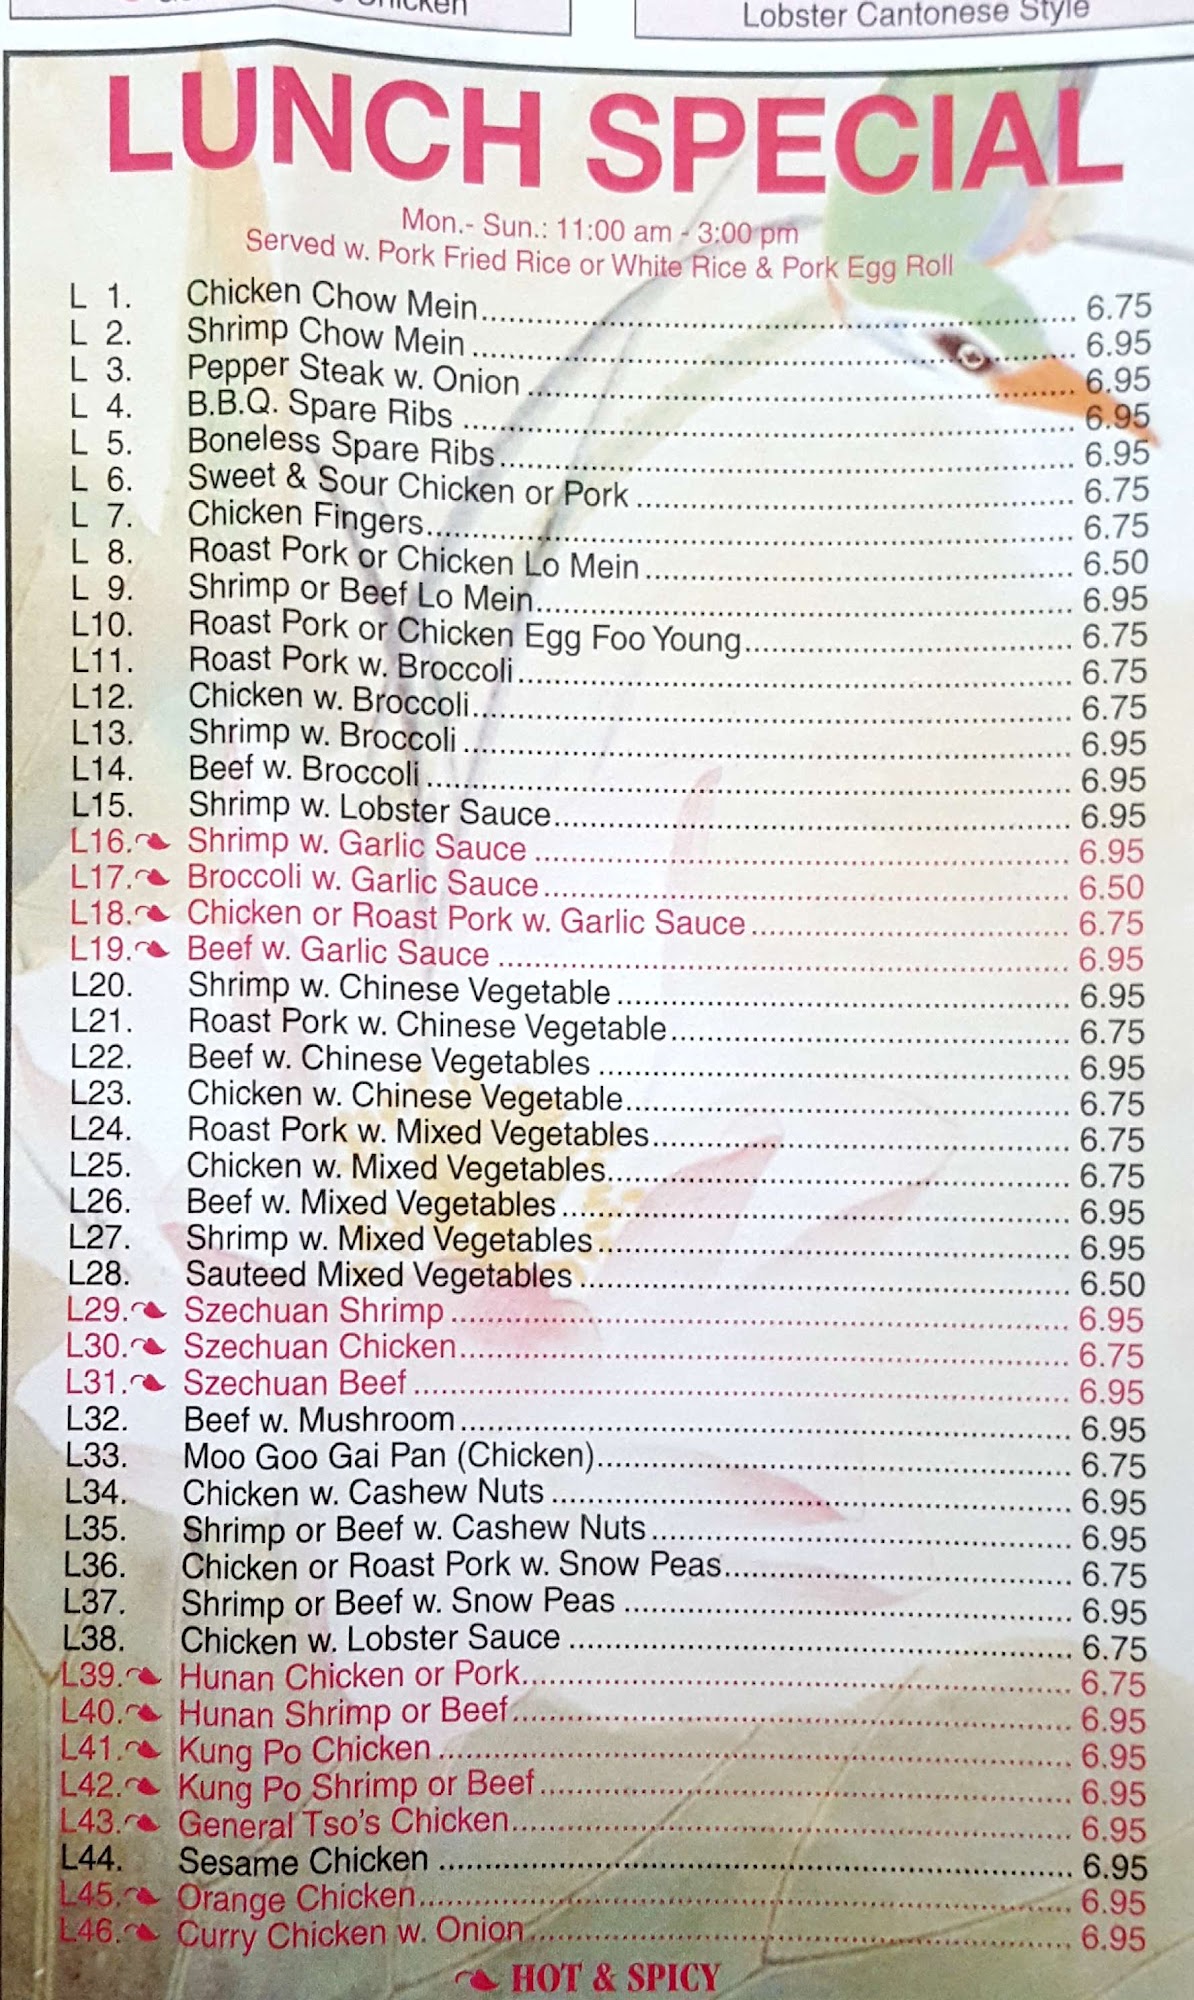 Chicken
Lobster Cantonese Style
LUNCH SPECIAL
Mon.- Sun.: 11:00 am - 3:00 pm
Served w. Pork Fried Rice or White Rice & Pork Egg Roll
L 1. Chicken Chow Mein 6.75
L 2. Shrimp Chow Mein 6.95
L 3. Pepper Steak w. Onion 6.95
L 4. B.B.Q. Spare Ribs 6.95
L 5. Boneless Spare Ribs 6.95
L 6. Sweet & Sour Chicken or Pork 6.75
L 7. Chicken Fingers 6.75
L 8. Roast Pork or Chicken Lo Mein 6.50
L 9. Shrimp or Beef Lo Mein 6.95
L10. Roast Pork or Chicken Egg Foo Young 6.75
L11. Roast Pork w. Broccoli 6.75
L12. Chicken w. Broccoli 6.75
L13. Shrimp w. Broccoli 6.95
L14. Beef w. Broccoli 6.95
L15. Shrimp w. Lobster Sauce 6.95
L16. Shrimp w. Garlic Sauce 6.95
L17. Broccoli w. Garlic Sauce 6.50
L18. Chicken or Roast Pork w. Garlic Sauce 6.75
L19. Beef w. Garlic Sauce 6.95
L20. Shrimp w. Chinese Vegetable 6.95
L21. Roast Pork w. Chinese Vegetable 6.75
L22. Beef w. Chinese Vegetables 6.95
L23. Chicken w. Chinese Vegetable 6.75
L24. Roast Pork w. Mixed Vegetables 6.75
L25. Chicken w. Mixed Vegetables 6.75
L26. Beef w. Mixed Vegetables 6.95
L27. Shrimp w. Mixed Vegetables 6.95
L28. Sauteed Mixed Vegetables 6.50
L29. Szechuan Shrimp 6.95
L30. Szechuan Chicken 6.75
L31. Szechuan Beef 6.95
L32. Beef w. Mushroom 6.95
L33. Moo Goo Gai Pan (Chicken) 6.75
L34. Chicken w. Cashew Nuts 6.95
L35. Shrimp or Beef w. Cashew Nuts 6.95
L36. Chicken or Roast Pork w. Snow Peas 6.75
L37. Shrimp or Beef w. Snow Peas 6.95
L38. Chicken w. Lobster Sauce 6.75
L39. Hunan Chicken or Pork 6.75
L40. Hunan Shrimp or Beef 6.95
L41. Kung Po Chicken 6.95
L42. Kung Po Shrimp or Beef 6.95
L43. General Tso's Chicken 6.95
L44. Sesame Chicken 6.95
L45. Orange Chicken 6.95
L46. Curry Chicken w. Onion 6.95
HOT & SPICY